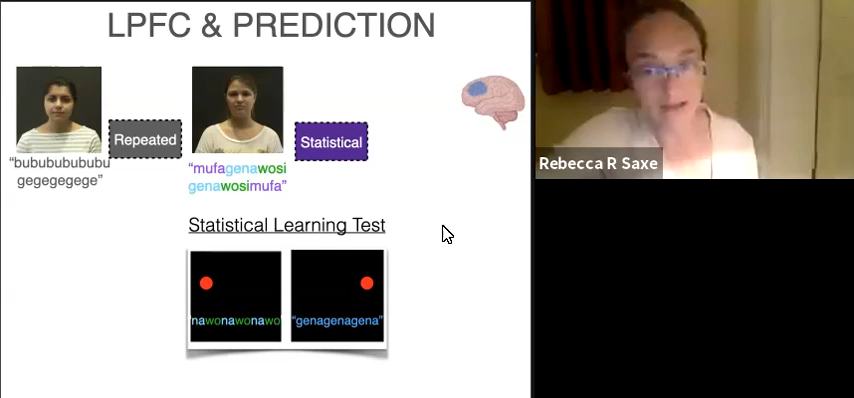 LPFC & PREDICTION
Repeated
Statistical
"bubububububu
gegegegege"
"mufagenawosi
genawosimufa"
Statistical Learning Test
"nawonawonawo"
"genagenagena"
Rebecca R Saxe